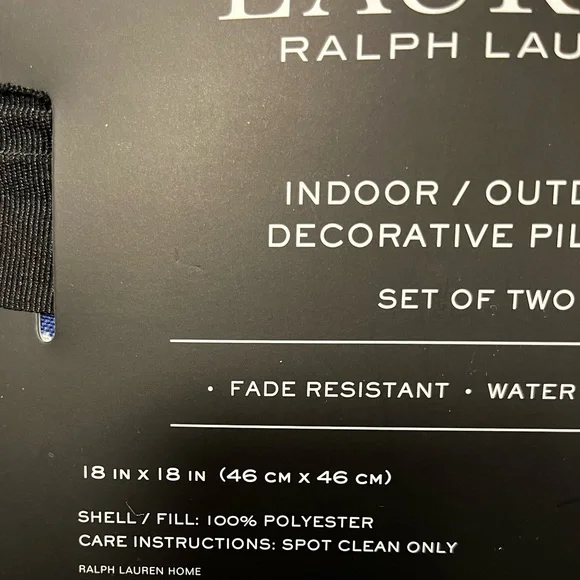 LAUR
RALPH LAU
INDOOR / OUTD
DECORATIVE PIL
SET OF TWO
• FADE RESISTANT • WATER
18 IN X 18 IN (46 CM X 46 CM)
SHELL / FILL: 100% POLYESTER
CARE INSTRUCTIONS: SPOT CLEAN ONLY
RALPH LAUREN HOME